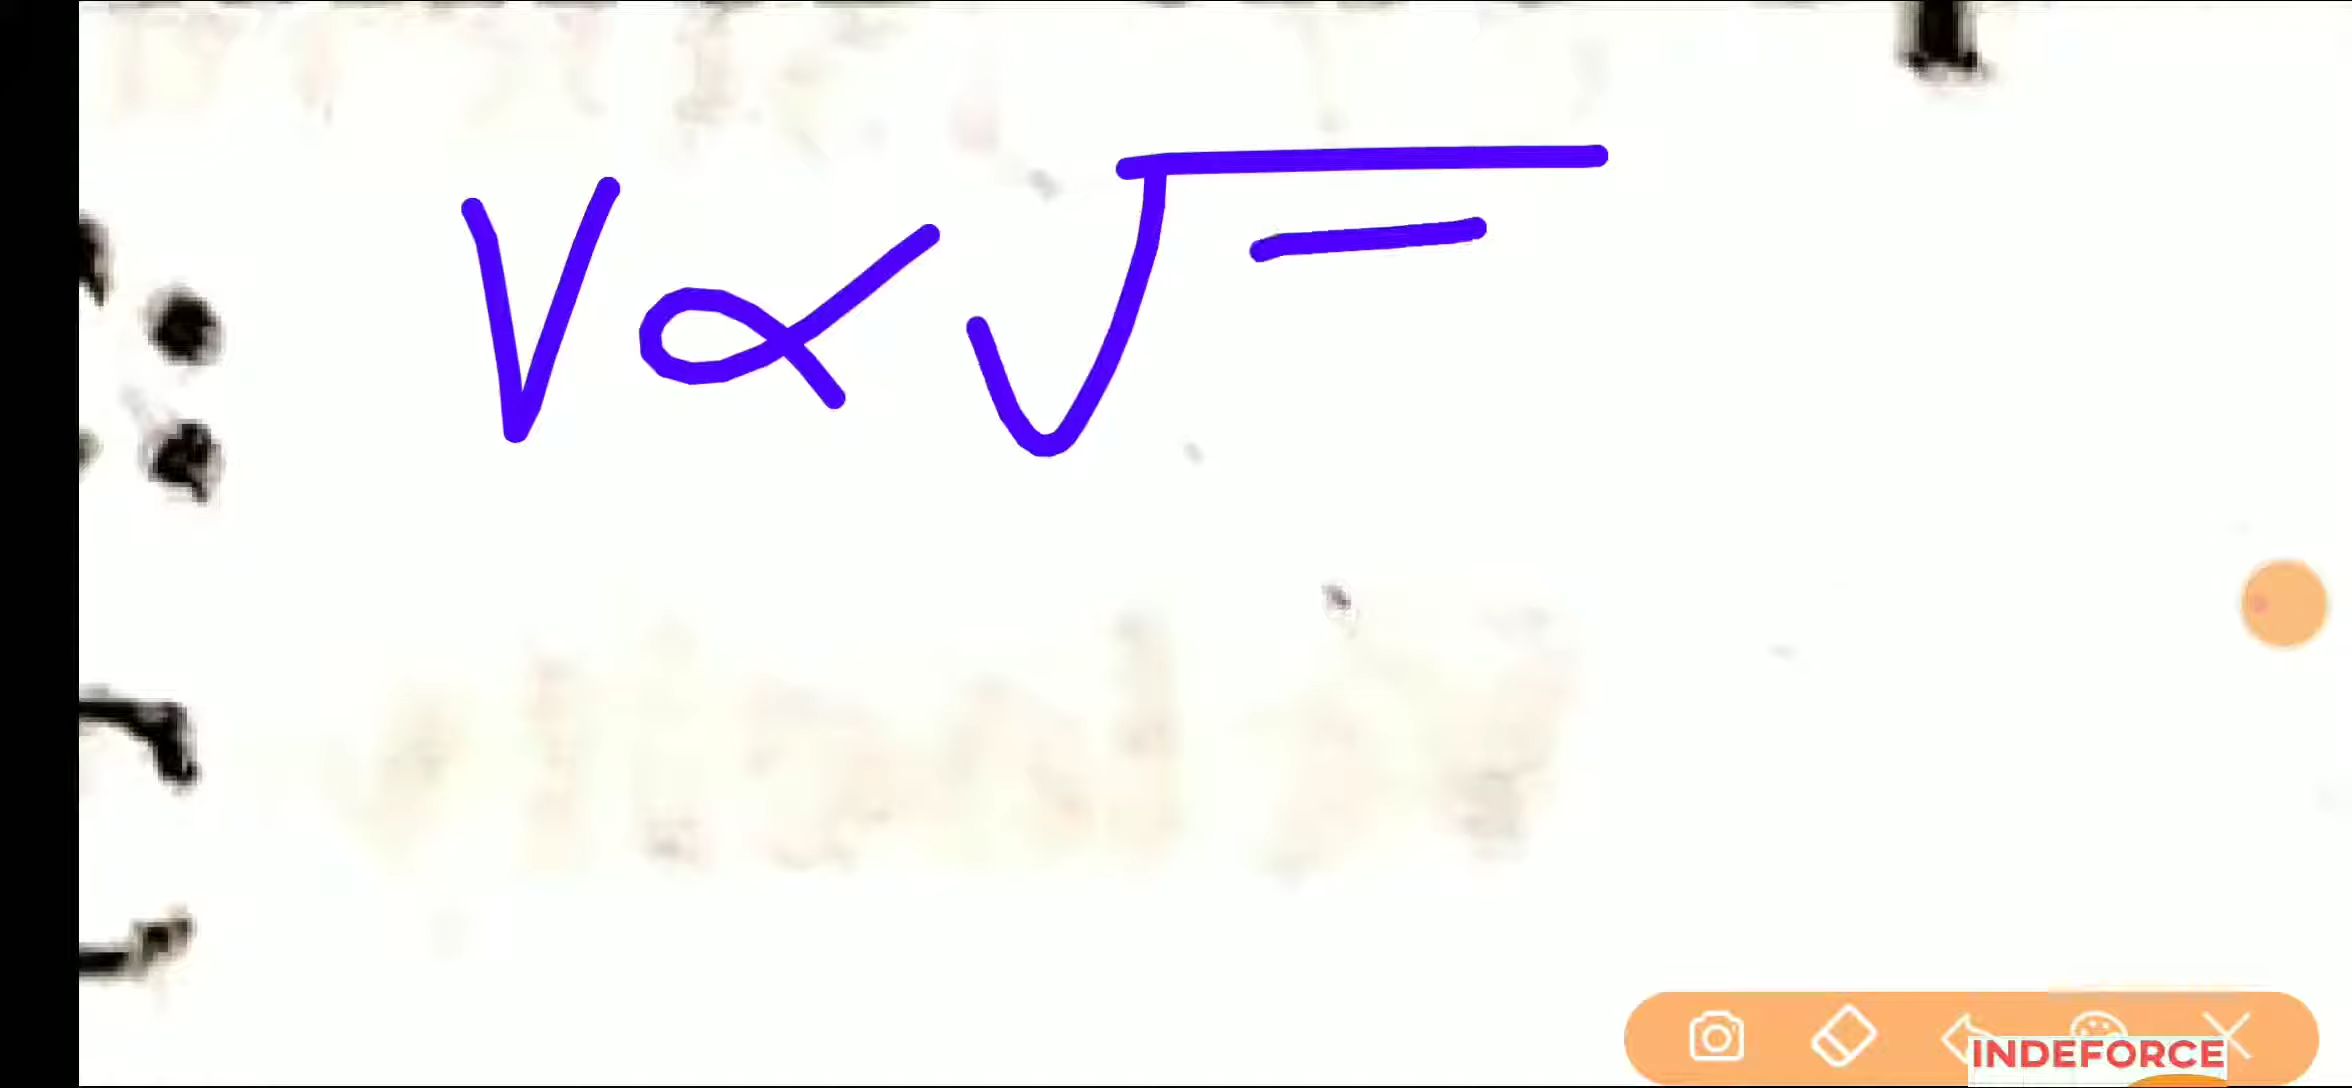 V ∝ √—
INDEFORCE